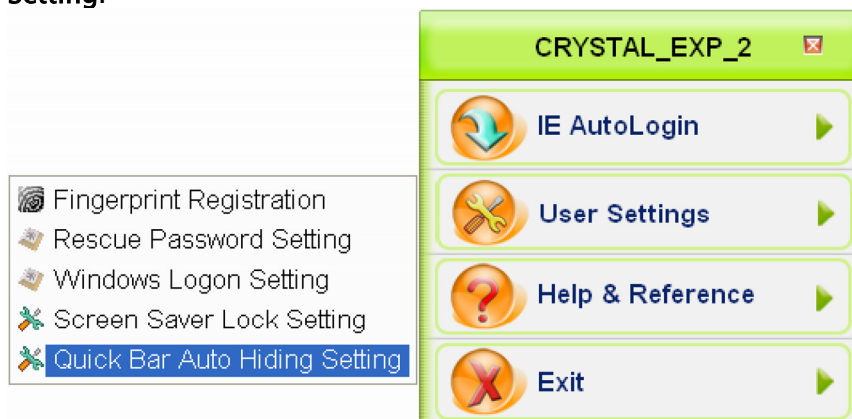 Setting.
CRYSTAL_EXP_2
IE AutoLogin
User Settings
Help & Reference
Exit
Fingerprint Registration
Rescue Password Setting
Windows Logon Setting
Screen Saver Lock Setting
Quick Bar Auto Hiding Setting